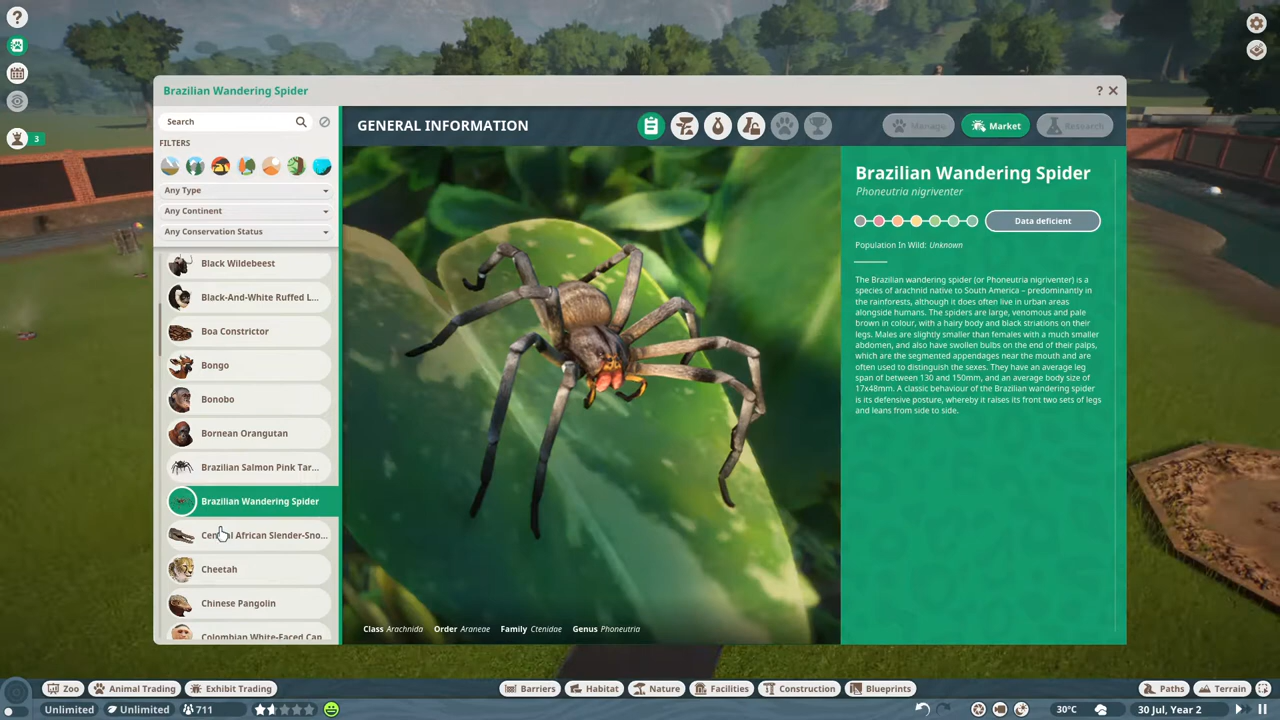 Brazilian Wandering Spider
?
Search
FILTERS
Any Type
Any Continent
Any Conservation Status
Black Wildebeest
Black-And-White Ruffed L...
Boa Constrictor
Bongo
Bonobo
Bornean Orangutan
Brazilian Salmon Pink Tar...
Brazilian Wandering Spider
African Slender-Sno...
Cheetah
Chinese Pangolin
Colombian White-Faced Cap
3
GENERAL INFORMATION
Manage
Market
Research
Brazilian Wandering Spider
Phoneutria nigriventer
Data deficient
Population In Wild: Unknown
The Brazilian wandering spider (or Phoneutria nigriventer) is a
species of arachnid native to South America – predominantly in
the rainforests, although it does often live in urban areas
alongside humans. The spiders are large, venomous and pale
brown in colour, with a hairy body and black striations on their
legs. Males are slightly smaller than females with a much smaller
abdomen, and also have swollen bulbs on the end of their palps,
which are the segmented appendages near the mouth and are
often used to distinguish the sexes. They have an average leg
span of between 130 and 150mm, and an average body size of
17x48mm. A classic behaviour of the Brazilian wandering spider
is its defensive posture, whereby it raises its front two sets of legs
and leans from side to side.
Class Arachnida Order Araneae Family Ctenidae Genus Phoneutria
Zoo Animal Trading Exhibit Trading Barriers Habitat Nature Facilities Construction Blueprints Paths Terrain
Unlimited Unlimited 711 30°C 30 Jul, Year 2